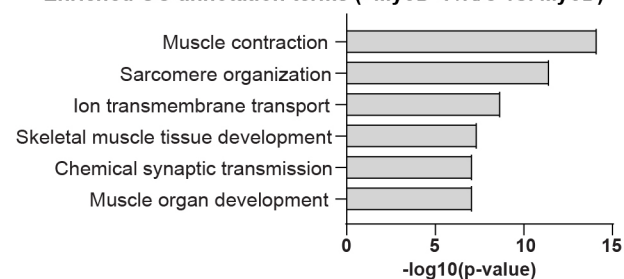 Muscle contraction
Sarcomere organization
Ion transmembrane transport
Skeletal muscle tissue development
Chemical synaptic transmission
Muscle organ development
0 5 10 15
-log10(p-value)